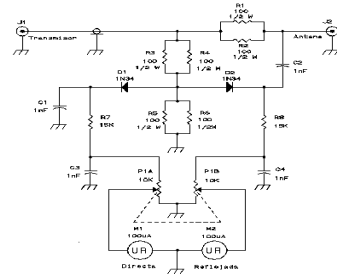 J1
Transmisor
R1
100
1/2 W
R2
100
1/2 W
J2
Antena
R3
100
1/2 W
R4
100
1/2 W
C2
1nF
D1
1N34
D2
1N34
C1
1nF
R7
15K
R5
100
1/2 W
R6
100
1/2W
R8
15K
C3
1nF
P1A
10K
P1B
10K
C4
1nF
M1
100uA
UA
Directa
M2
100uA
UA
Reflejada